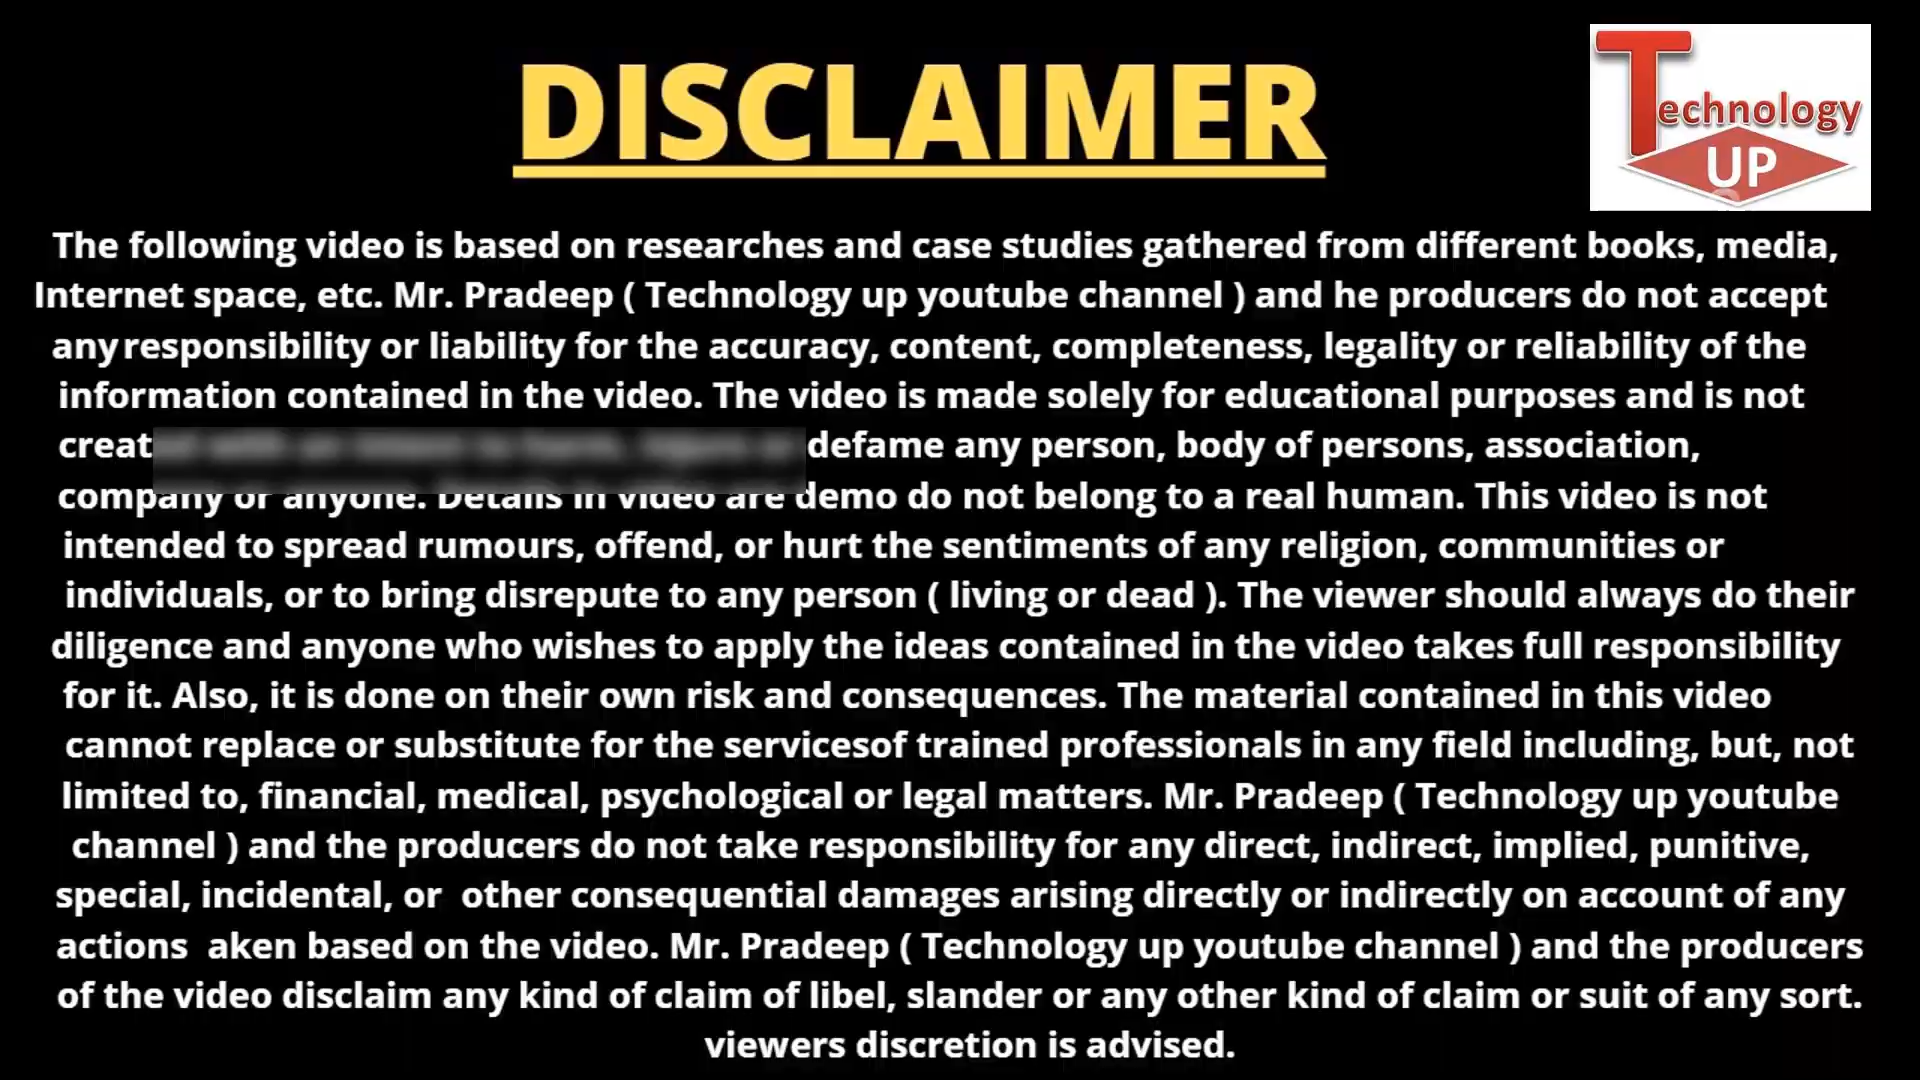 DISCLAIMER
Technology
UP
The following video is based on researches and case studies gathered from different books, media,
Internet space, etc. Mr. Pradeep ( Technology up youtube channel ) and he producers do not accept
any responsibility or liability for the accuracy, content, completeness, legality or reliability of the
information contained in the video. The video is made solely for educational purposes and is not
defame any person, body of persons, association,
company or anyone. Details in video are demo do not belong to a real human. This video is not
intended to spread rumours, offend, or hurt the sentiments of any religion, communities or
individuals, or to bring disrepute to any person ( living or dead ). The viewer should always do their
diligence and anyone who wishes to apply the ideas contained in the video takes full responsibility
for it. Also, it is done on their own risk and consequences. The material contained in this video
cannot replace or substitute for the servicesof trained professionals in any field including, but, not
limited to, financial, medical, psychological or legal matters. Mr. Pradeep ( Technology up youtube
channel ) and the producers do not take responsibility for any direct, indirect, implied, punitive,
special, incidental, or other consequential damages arising directly or indirectly on account of any
actions aken based on the video. Mr. Pradeep ( Technology up youtube channel ) and the producers
of the video disclaim any kind of claim of libel, slander or any other kind of claim or suit of any sort.
viewers discretion is advised.